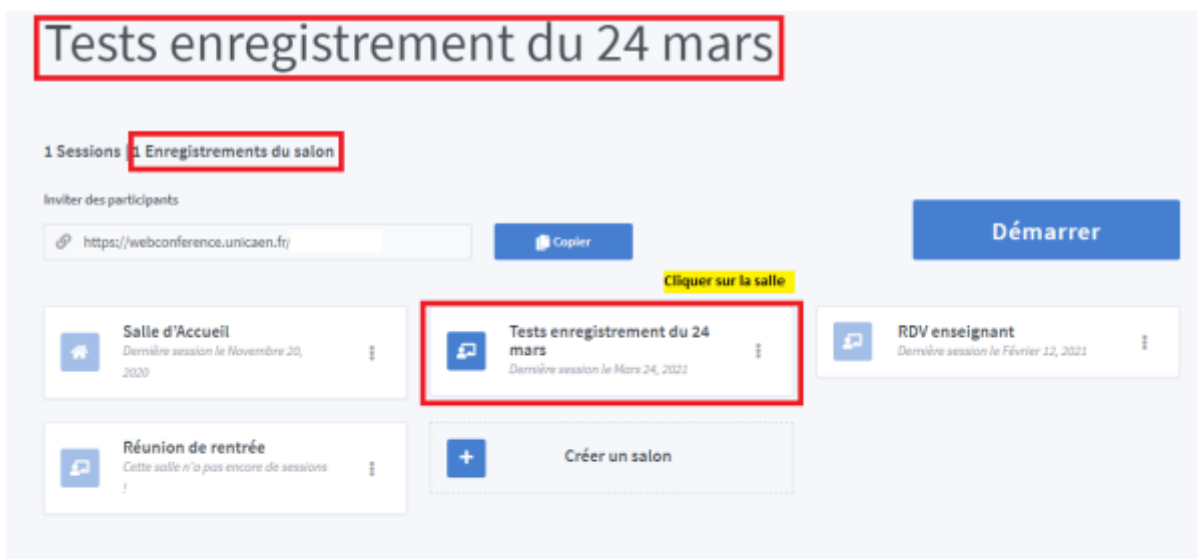 Tests enregistrement du 24 mars
1 Sessions | 1 Enregistrements du salon
Inviter des participants
https://webconference.unicaen.fr/
Copier
Démarrer
Cliquer sur la salle
Salle d'Accueil
Dernière session le Novembre 20,
2020
Tests enregistrement du 24
mars
Dernière session le Mars 24, 2021
RDV enseignant
Dernière session le Février 12, 2021
Réunion de rentrée
Cette salle n'a pas encore de sessions
!
Créer un salon